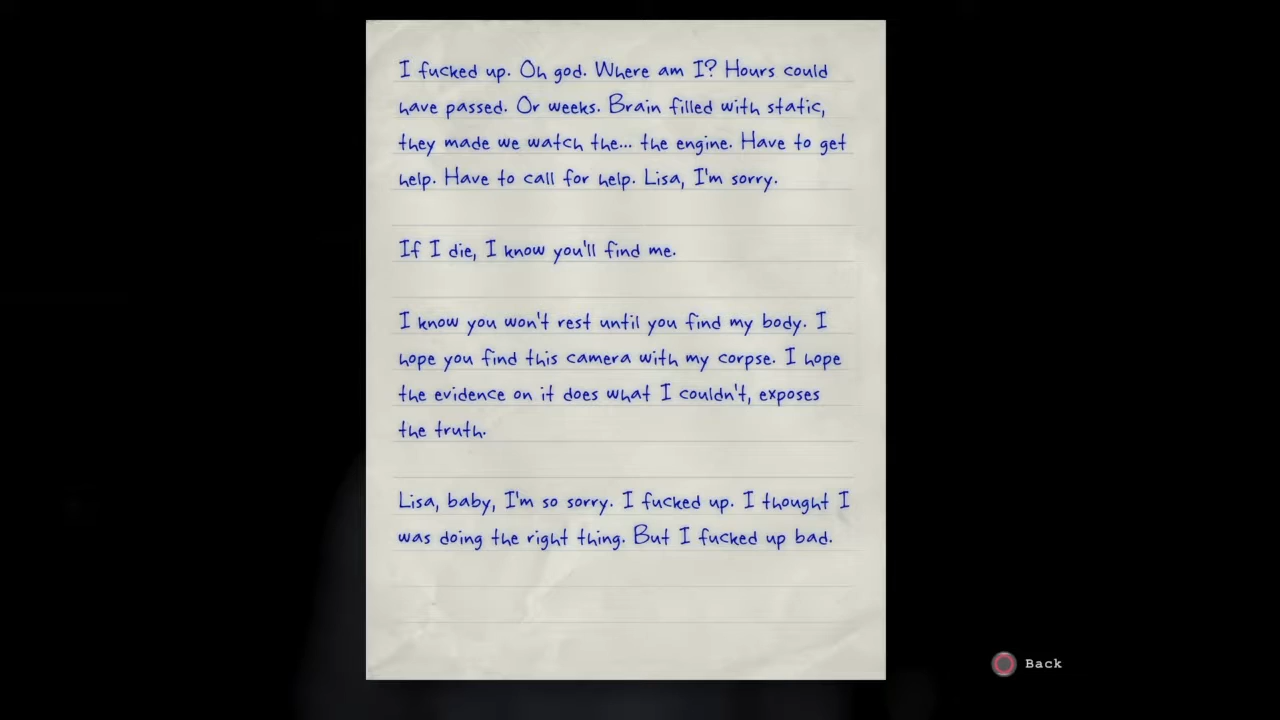 I fucked up. Oh god. Where am I? Hours could
have passed. Or weeks. Brain filled with static,
they made we watch the... the engine. Have to get
help. Have to call for help. Lisa, I'm sorry.
If I die, I know you'll find me.
I know you won't rest until you find my body. I
hope you find this camera with my corpse. I hope
the evidence on it does what I couldn't, exposes
the truth.
Lisa, baby, I'm so sorry. I fucked up. I thought I
was doing the right thing. But I fucked up bad.
Back